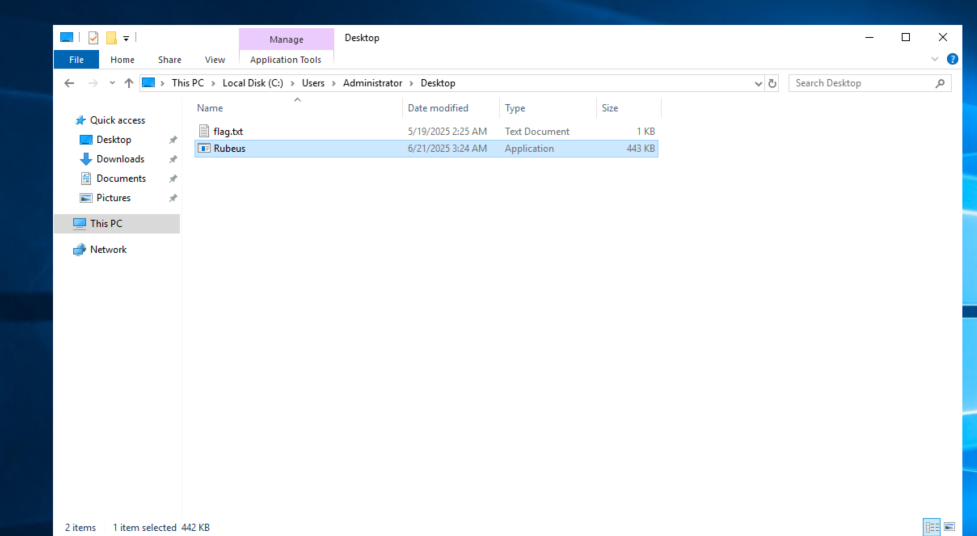 Manage Desktop
File Home Share View Application Tools
This PC Local Disk (C:) Users Administrator Desktop Search Desktop
Name Date modified Type Size
Quick access
flag.txt 5/19/2025 2:25 AM Text Document 1 KB
Desktop
Rubeus 6/21/2025 3:24 AM Application 443 KB
Downloads
Documents
Pictures
This PC
Network
2 items 1 item selected 442 KB